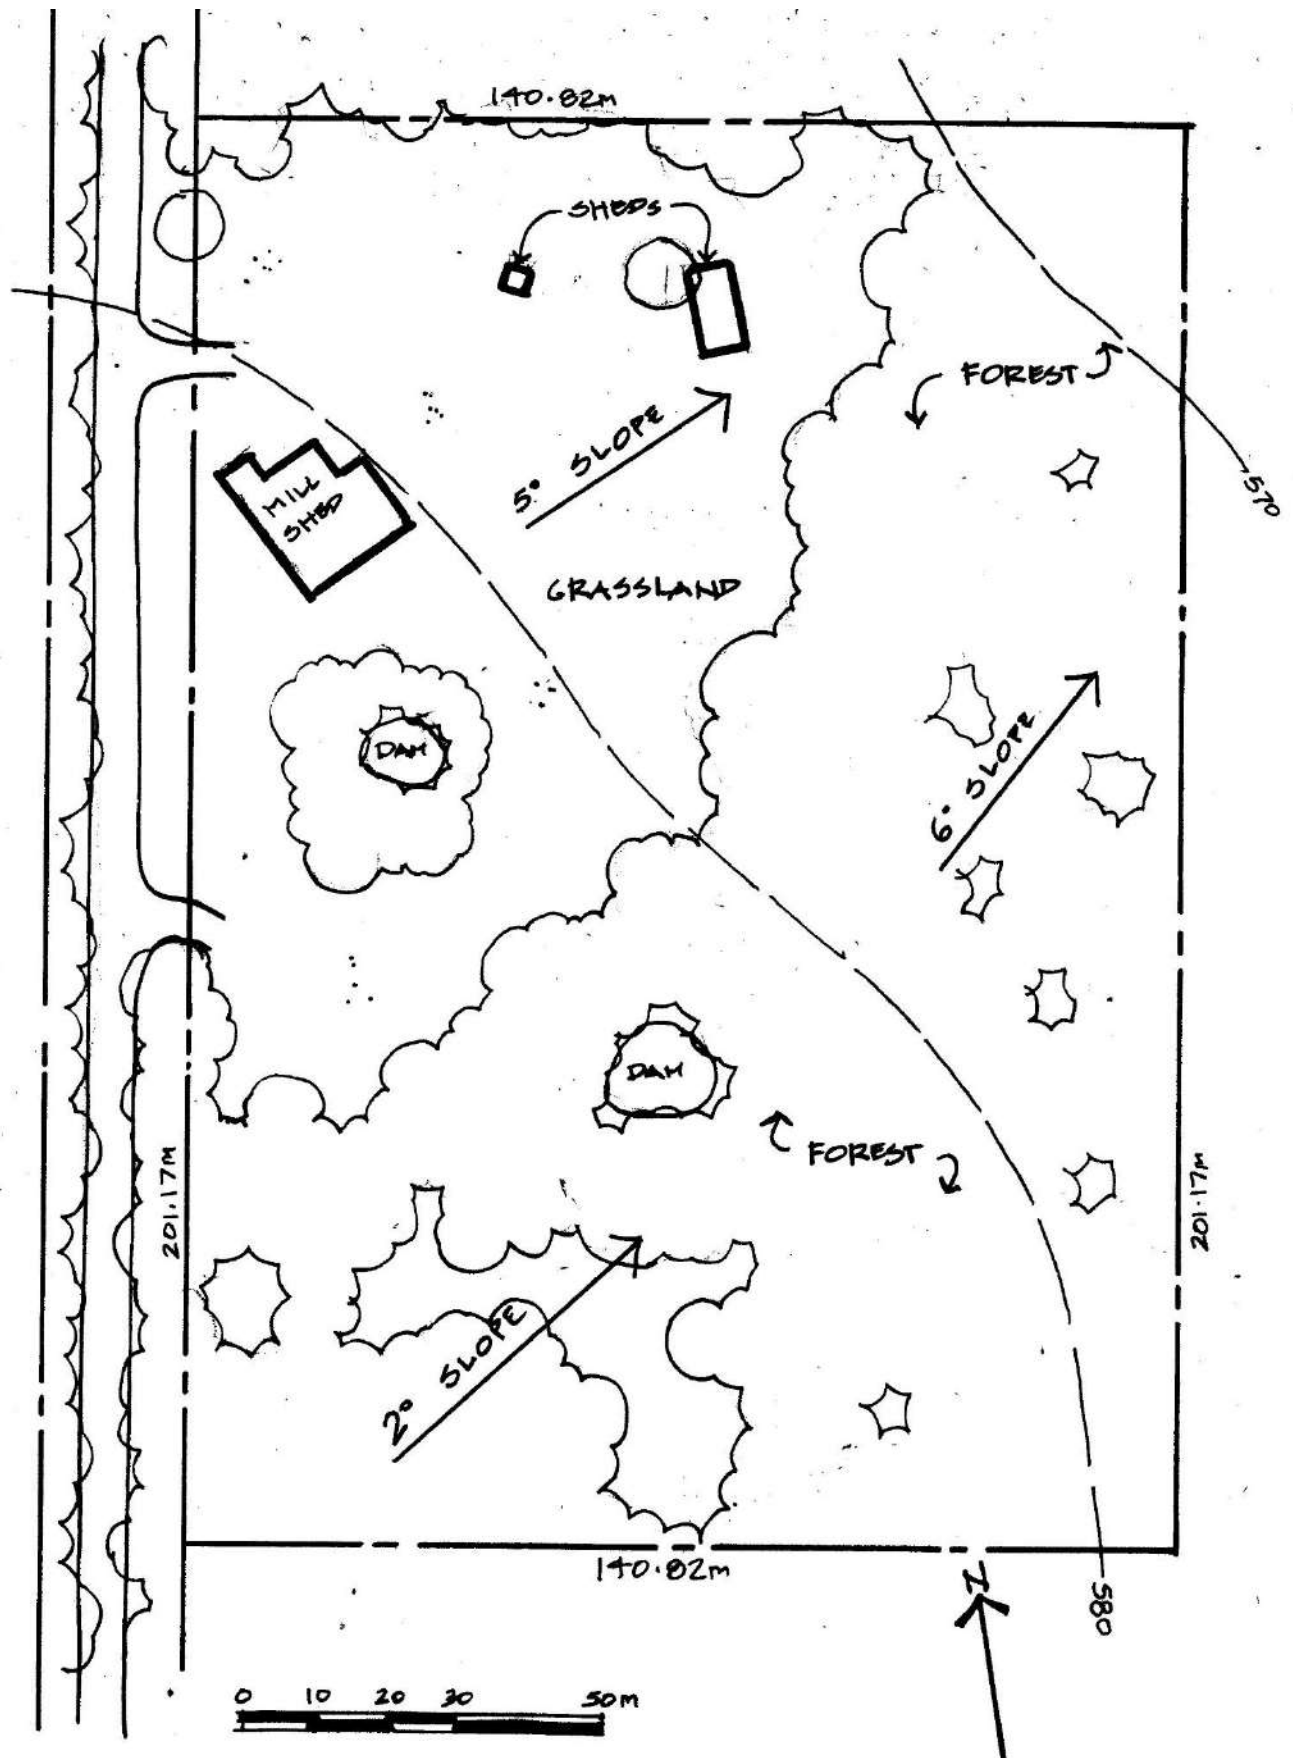 140.82m
SHEDS
FOREST
5° SLOPE
570
MILL
SHED
GRASSLAND
DAM
6° SLOPE
DAM
FOREST
201.17m
201.17m
2° SLOPE
140.82m
N
580
0 10 20 30 50m